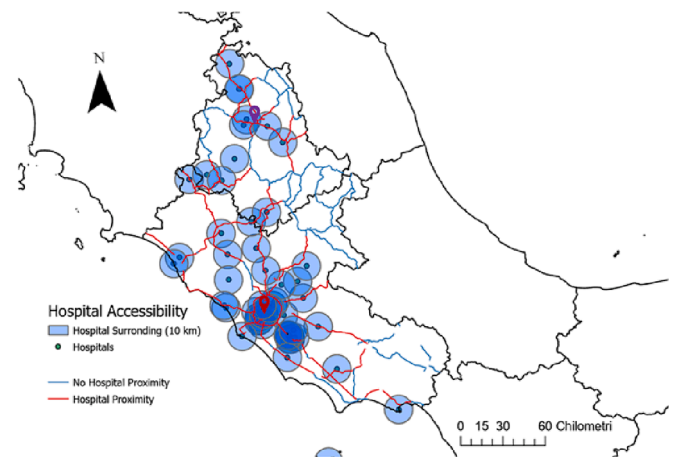 N
Hospital Accessibility
Hospital Surronding (10 km)
Hospitals
No Hospital Proximity
Hospital Proximity
0 15 30 60 Chilometri